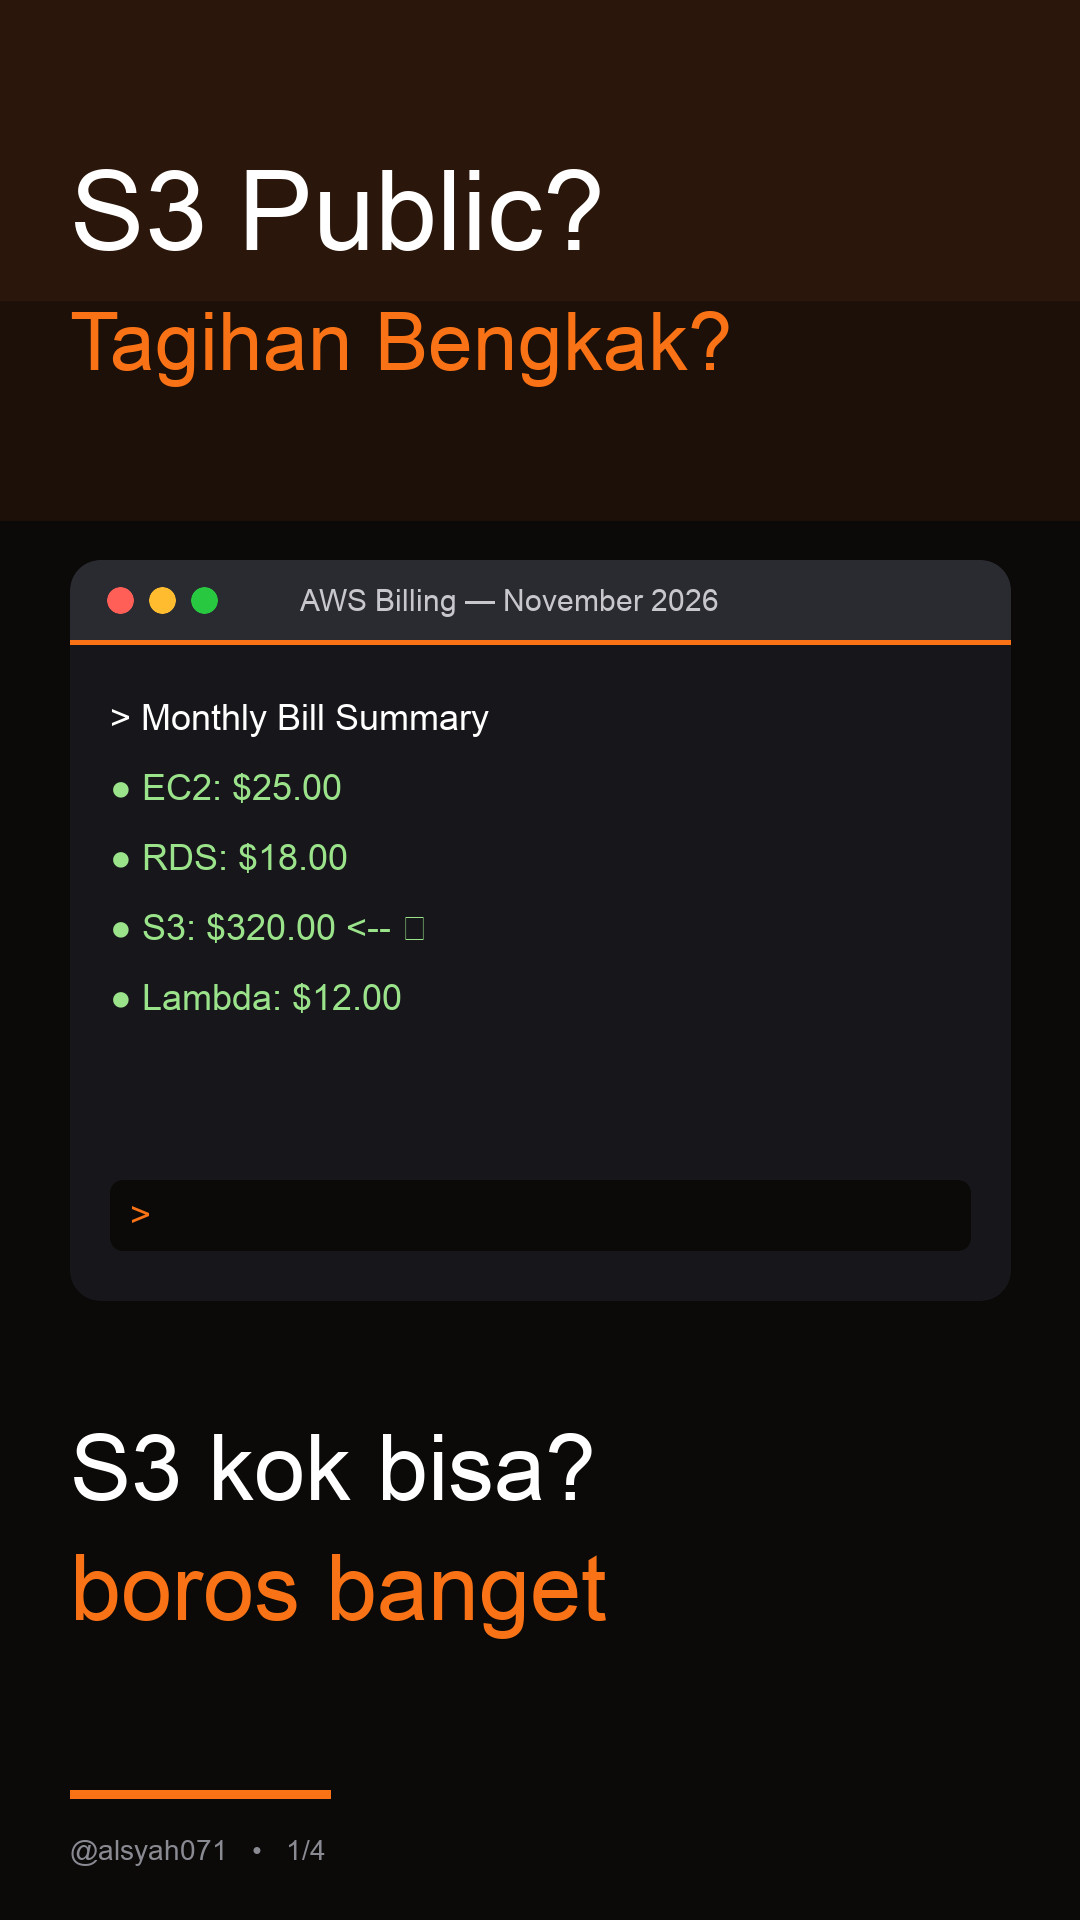 S3 Public?
Tagihan Bengkak?
AWS Billing — November 2026
> Monthly Bill Summary
● EC2: $25.00
● RDS: $18.00
● S3: $320.00 <-- □
● Lambda: $12.00
>
S3 kok bisa?
boros banget
@alsyah071 • 1/4